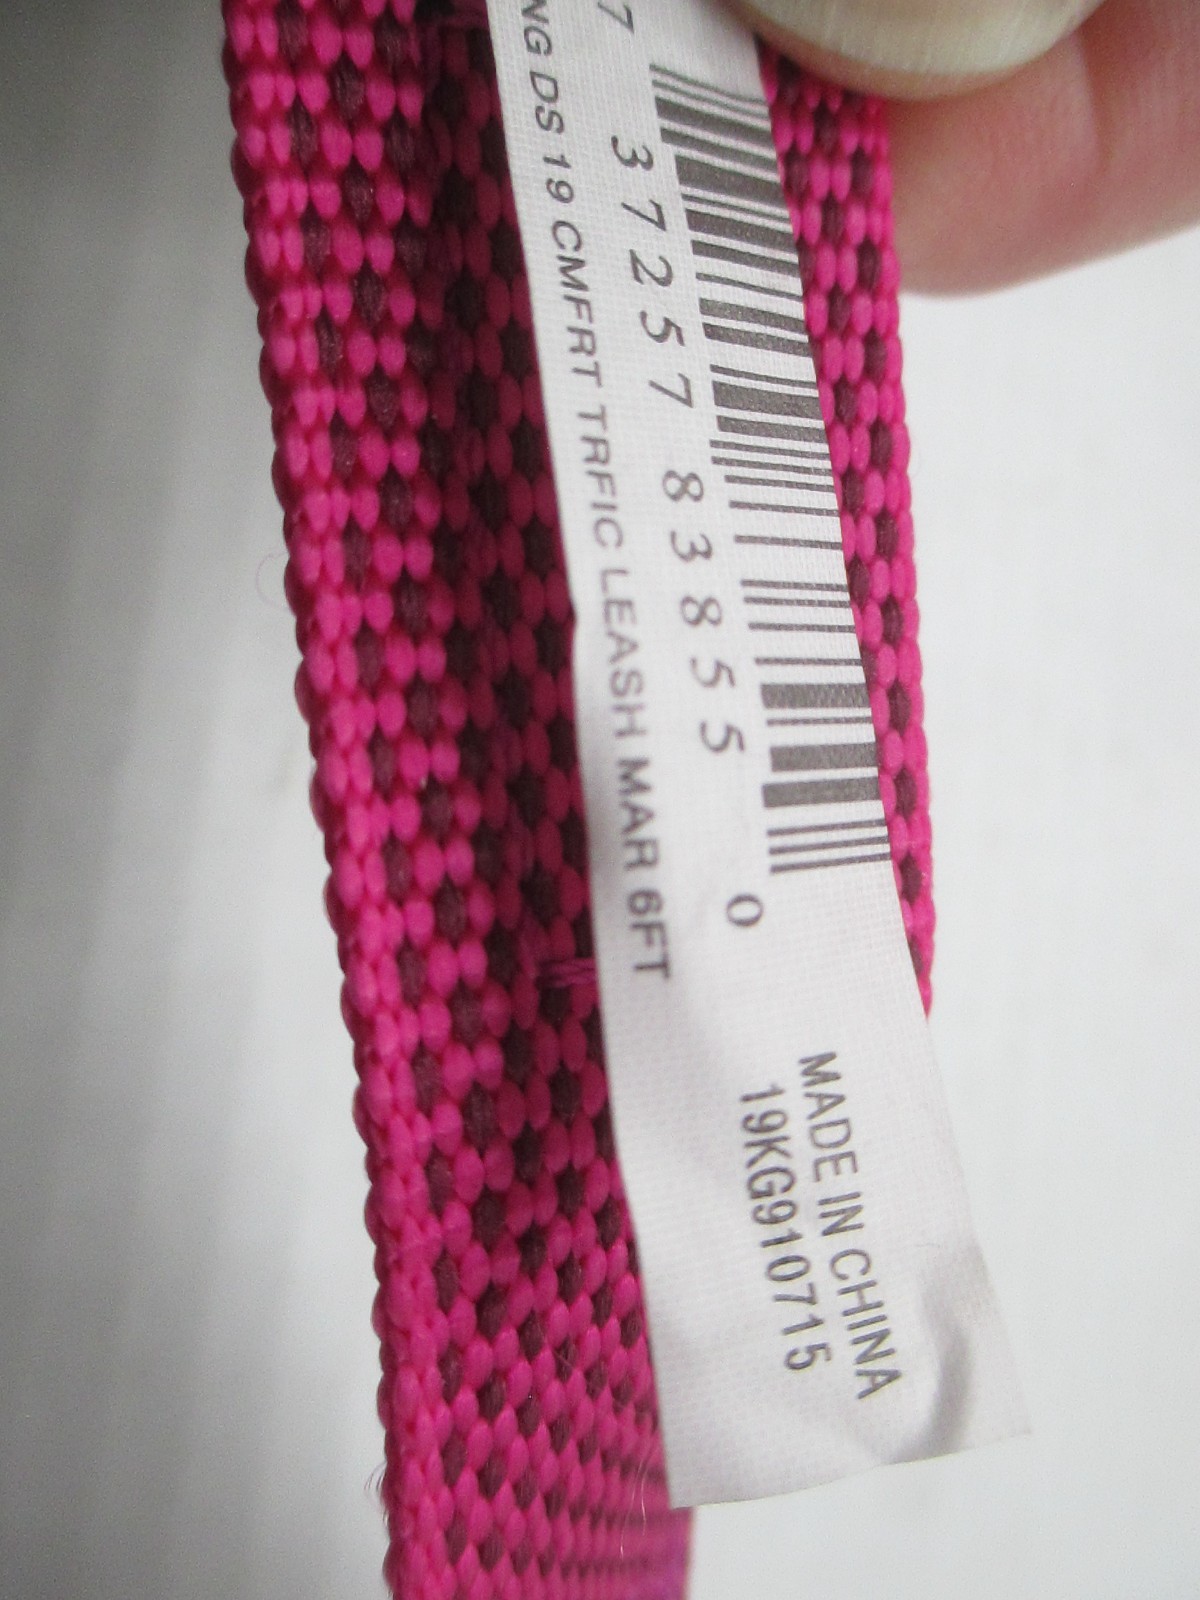 7 37257 83855 0
NG DS 19 CMFRT TRFIC LEASH MAR 6FT
MADE IN CHINA
19KG910715